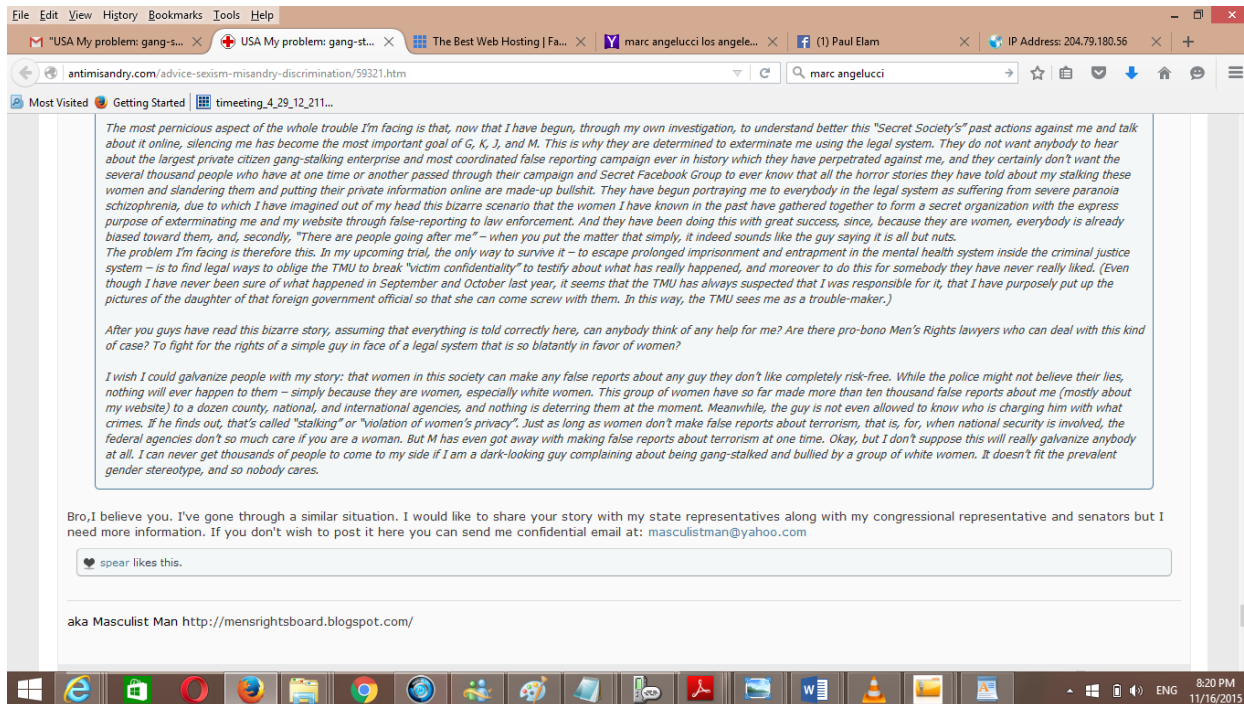 File Edit View History Bookmarks Tools Help
"USA My problem: gang-s...
USA My problem: gang-st...
The Best Web Hosting | Fa...
marc angelucci los angele...
(1) Paul Elam
IP Address: 204.79.180.56
antimisandry.com/advice-sexism-misandry-discrimination/59321.htm
marc angelucci
Most Visited Getting Started timeeting_4_29_12_211...
The most pernicious aspect of the whole trouble I'm facing is that, now that I have begun, through my own investigation, to understand better this "Secret Society's" past actions against me and talk
about it online, silencing me has become the most important goal of G, K, J, and M. This is why they are determined to exterminate me using the legal system. They do not want anybody to hear
about the largest private citizen gang-stalking enterprise and most coordinated false reporting campaign ever in history which they have perpetrated against me, and they certainly don't want the
several thousand people who have at one time or another passed through their campaign and Secret Facebook Group to ever know that all the horror stories they have told about my stalking these
women and slandering them and putting their private information online are made-up bullshit. They have begun portraying me to everybody in the legal system as suffering from severe paranoia
schizophrenia, due to which I have imagined out of my head this bizarre scenario that the women I have known in the past have gathered together to form a secret organization with the express
purpose of exterminating me and my website through false-reporting to law enforcement. And they have been doing this with great success, since, because they are women, everybody is already
biased toward them, and, secondly, "There are people going after me" – when you put the matter that simply, it indeed sounds like the guy saying it is all but nuts.
The problem I'm facing is therefore this. In my upcoming trial, the only way to survive it – to escape prolonged imprisonment and entrapment in the mental health system inside the criminal justice
system – is to find legal ways to oblige the TMU to break "victim confidentiality" to testify about what has really happened, and moreover to do this for somebody they have never really liked. (Even
though I have never been sure of what happened in September and October last year, it seems that the TMU has always suspected that I was responsible for it, that I have purposely put up the
pictures of the daughter of that foreign government official so that she can come screw with them. In this way, the TMU sees me as a trouble-maker.)
After you guys have read this bizarre story, assuming that everything is told correctly here, can anybody think of any help for me? Are there pro-bono Men's Rights lawyers who can deal with this kind
of case? To fight for the rights of a simple guy in face of a legal system that is so blatantly in favor of women?
I wish I could galvanize people with my story: that women in this society can make any false reports about any guy they don't like completely risk-free. While the police might not believe their lies,
nothing will ever happen to them – simply because they are women, especially white women. This group of women have so far made more than ten thousand false reports about me (mostly about
my website) to a dozen county, national, and international agencies, and nothing is deterring them at the moment. Meanwhile, the guy is not even allowed to know who is charging him with what
crimes. If he finds out, that's called "stalking" or "violation of women's privacy". Just as long as women don't make false reports about terrorism, that is, for, when national security is involved, the
federal agencies don't so much care if you are a woman. But M has even got away with making false reports about terrorism at one time. Okay, but I don't suppose this will really galvanize anybody
at all. I can never get thousands of people to come to my side if I am a dark-looking guy complaining about being gang-stalked and bullied by a group of white women. It doesn't fit the prevalent
gender stereotype, and so nobody cares.
Bro,I believe you. I've gone through a similar situation. I would like to share your story with my state representatives along with my congressional representative and senators but I
need more information. If you don't wish to post it here you can send me confidential email at: masculistman@yahoo.com
spear likes this.
aka Masculist Man http://mensrightsboard.blogspot.com/
ENG
8:20 PM
11/16/2015